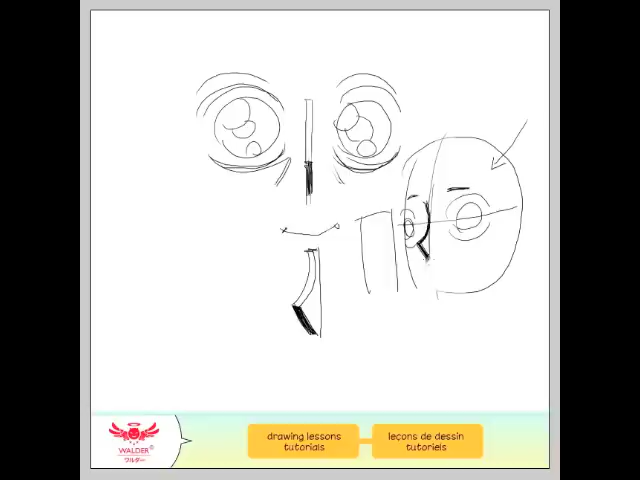 WALDER®
ワルダー
drawing lessons
tutorials
leçons de dessin
tutoriels